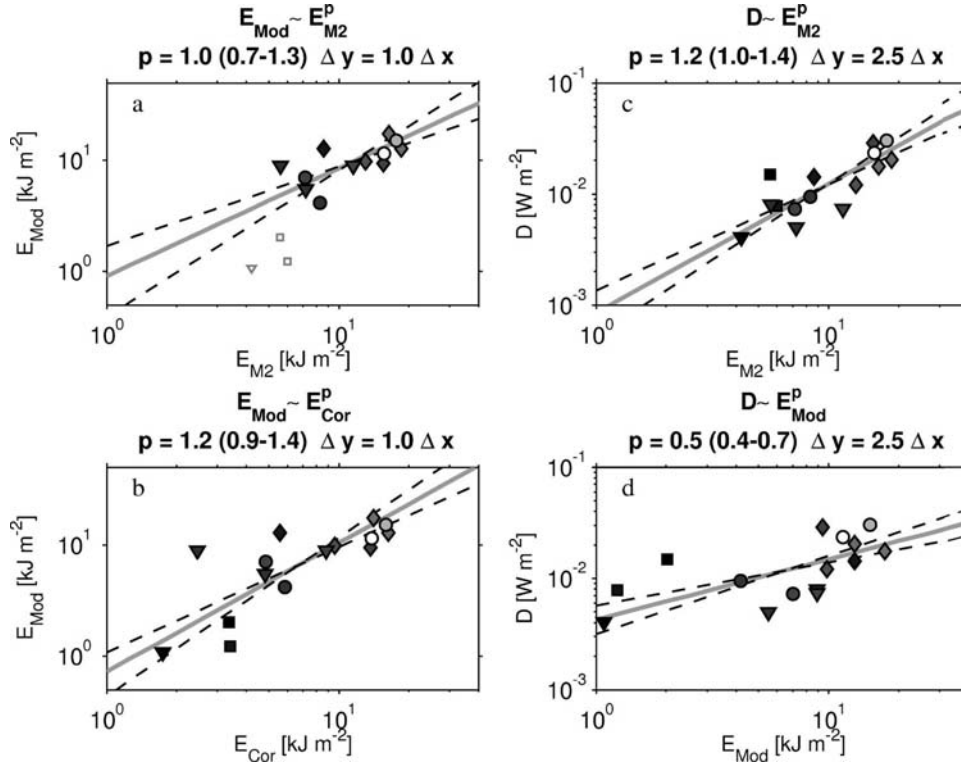 E_Mod ~ E^p_M2
p = 1.0 (0.7-1.3) Δ y = 1.0 Δ x
a
10^1
10^0
E_Mod [kJ m^-2]
10^0
10^1
E_M2 [kJ m^-2]
D~ E^p_M2
p = 1.2 (1.0-1.4) Δ y = 2.5 Δ x
c
10^-1
10^-2
10^-3
D [W m^-2]
10^0
10^1
E_M2 [kJ m^-2]
E_Mod ~ E^p_Cor
p = 1.2 (0.9-1.4) Δ y = 1.0 Δ x
b
10^1
10^0
E_Mod [kJ m^-2]
10^0
10^1
E_Cor [kJ m^-2]
D~ E^p_Mod
p = 0.5 (0.4-0.7) Δ y = 2.5 Δ x
d
10^-1
10^-2
10^-3
D [W m^-2]
10^0
10^1
E_Mod [kJ m^-2]